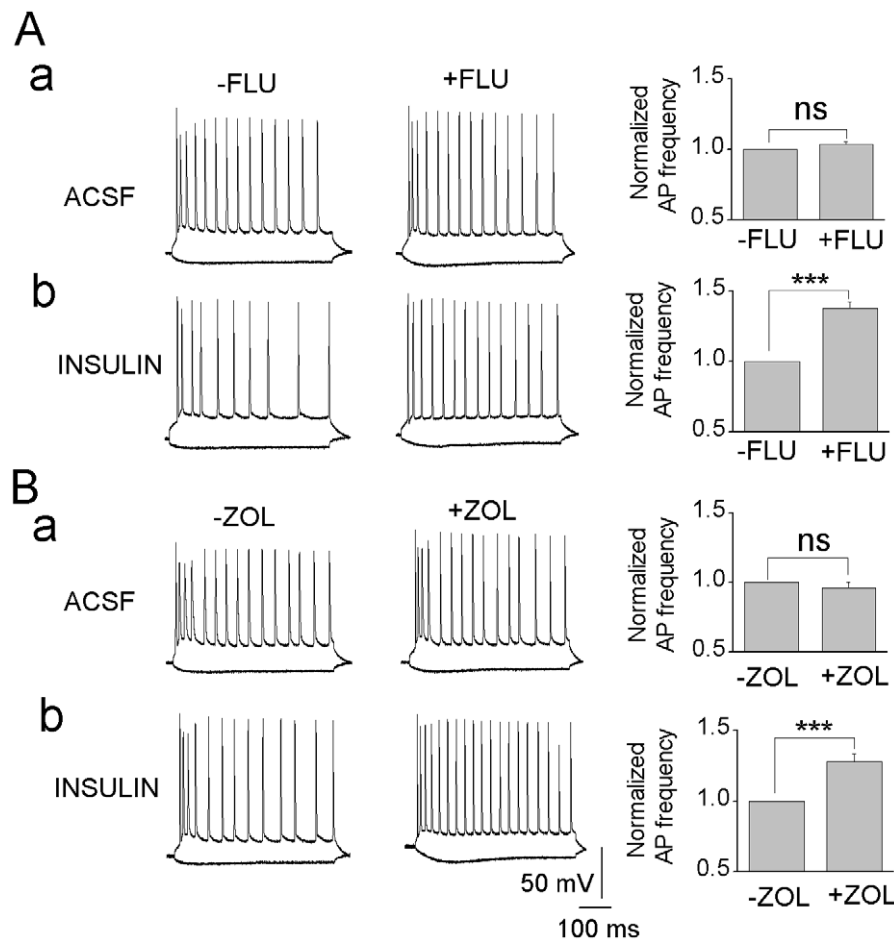 A
a
-FLU
+FLU
ACSF
Normalized
AP frequency
1.5
1.0
0.5
ns
-FLU
+FLU
b
INSULIN
Normalized
AP frequency
1.5
1.0
0.5
***
-FLU
+FLU
B
a
-ZOL
+ZOL
ACSF
Normalized
AP frequency
1.5
1.0
0.5
ns
-ZOL
+ZOL
b
INSULIN
50 mV
100 ms
Normalized
AP frequency
1.5
1.0
0.5
***
-ZOL
+ZOL